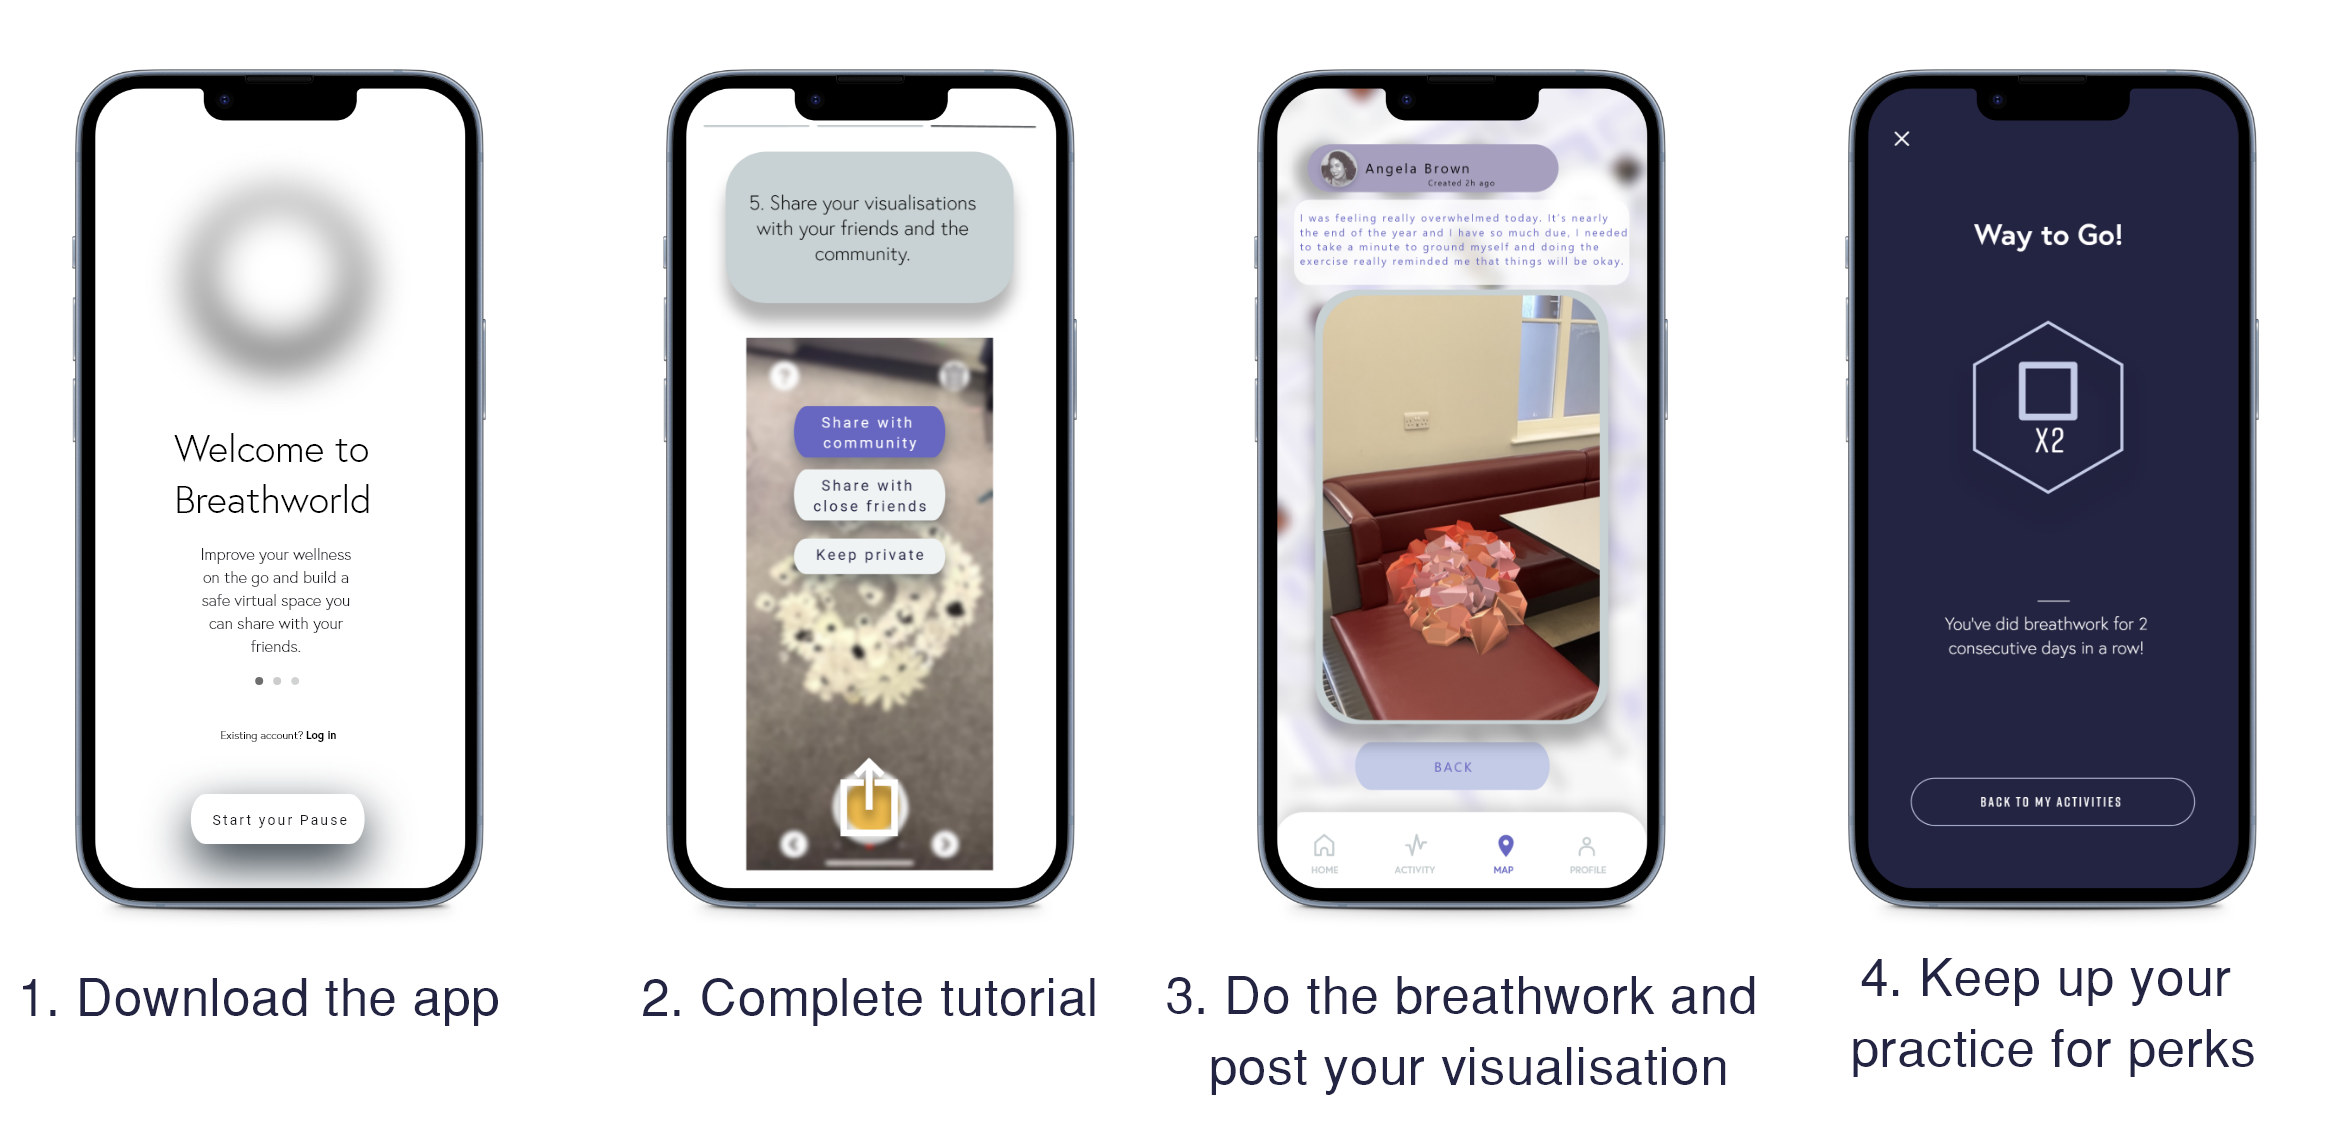 Welcome to
Breathworld
Improve your wellness
on the go and build a
safe virtual space you
can share with your
friends.
Existing account? Log in
Start your Pause
1. Download the app
5. Share your visualisations
with your friends and the
community.
?
Share with
community
Share with
close friends
Keep private
2. Complete tutorial
Angela Brown
Created 2h ago
I was feeling really overwhelmed today. It's nearly
the end of the year and I have so much due, I needed
to take a minute to ground myself and doing the
exercise really reminded me that things will be okay.
BACK
HOME
ACTIVITY
MAP
PROFILE
3. Do the breathwork and
post your visualisation
Way to Go!
X2
You've did breathwork for 2
consecutive days in a row!
BACK TO MY ACTIVITIES
4. Keep up your
practice for perks